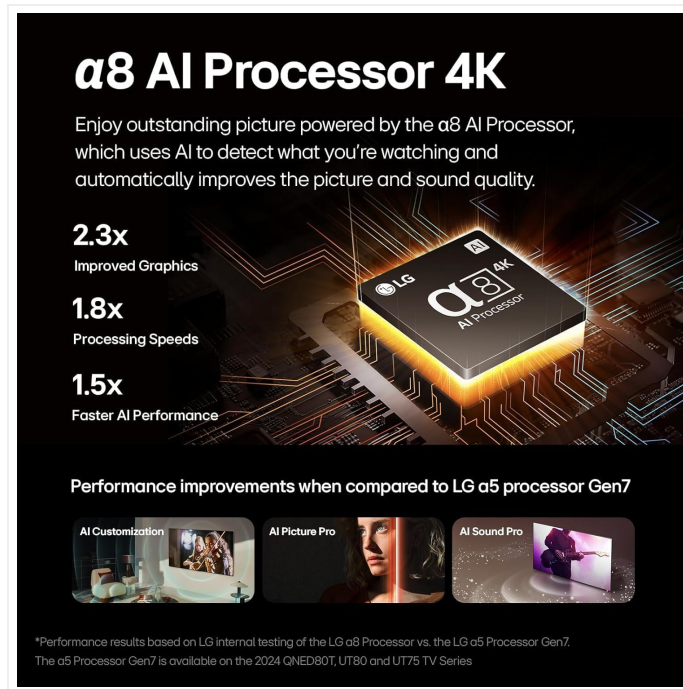 α8 AI Processor 4K
Enjoy outstanding picture powered by the α8 AI Processor,
which uses AI to detect what you're watching and
automatically improves the picture and sound quality.
2.3x
Improved Graphics
1.8x
Processing Speeds
1.5x
Faster AI Performance
AI
LG
α8 4K
AI Processor
Performance improvements when compared to LG α5 processor Gen7
AI Customization
AI Picture Pro
AI Sound Pro
*Performance results based on LG internal testing of the LG α8 Processor vs. the LG α5 Processor Gen7.
The α5 Processor Gen7 is available on the 2024 QNED80T, UT80 and UT75 TV Series